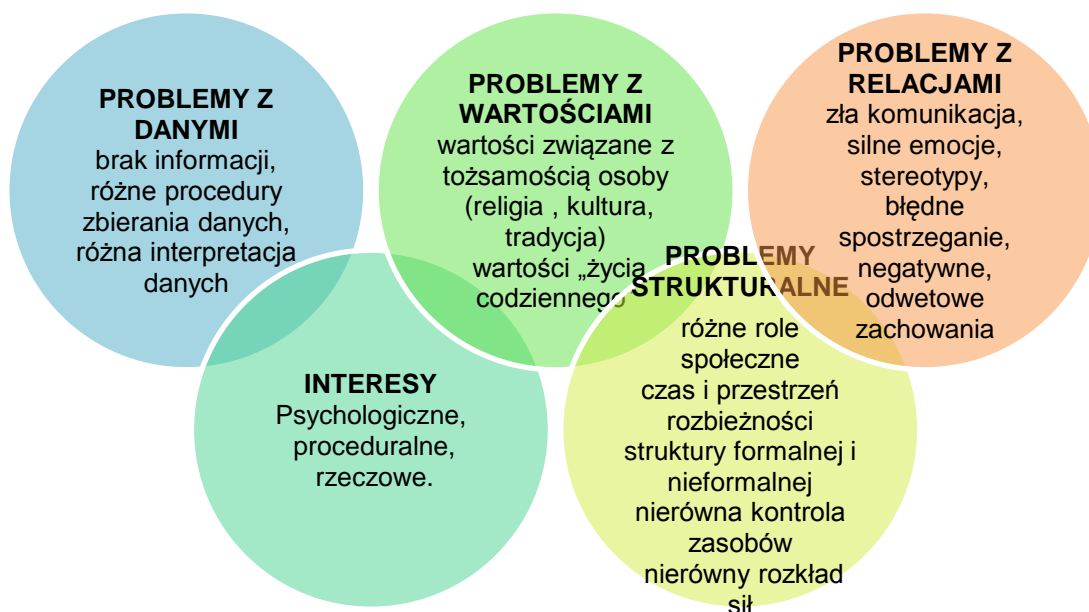 PROBLEMY Z
DANYMI
brak informacji,
różne procedury
zbierania danych,
różna interpretacja
danych
PROBLEMY Z
WARTOŚCIAMI
wartości związane z
tożsamością osoby
(religia , kultura,
tradycja)
wartości „życia
codziennego
PROBLEMY Z
RELACJAMI
zła komunikacja,
silne emocje,
stereotypy,
błędne
spostrzeganie,
negatywne,
odwetowe
zachowania
INTERESY
Psychologiczne,
proceduralne,
rzeczowe.
PROBLEMY
STRUKTURALNE
różne role
społeczne
czas i przestrzeń
rozbieżności
struktury formalnej i
nieformalnej
nierówna kontrola
zasobów
nierówny rozkład
sił